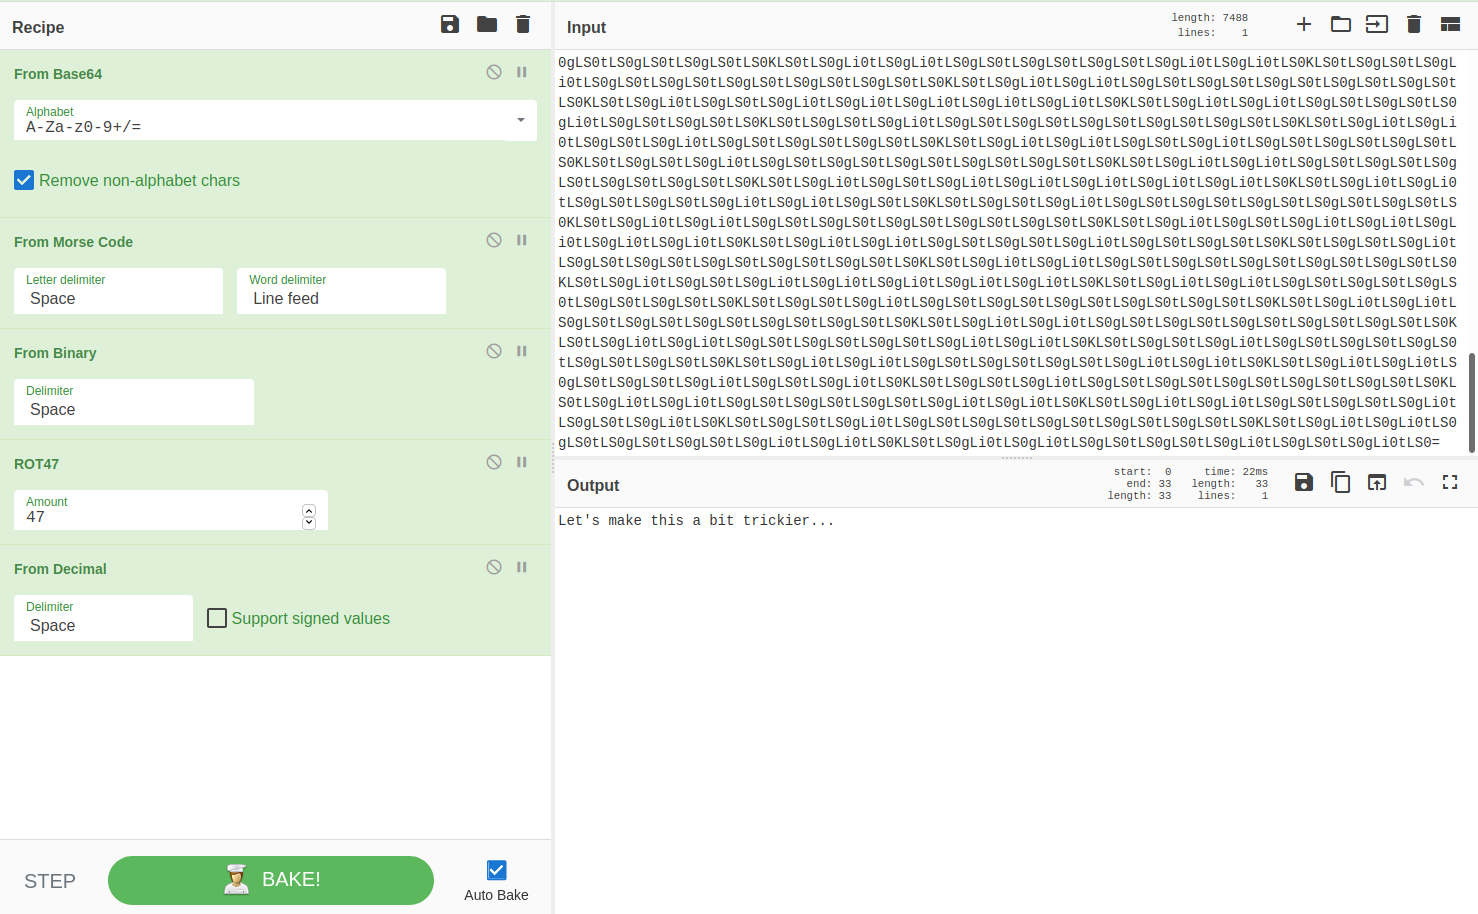 Recipe
From Base64
Alphabet
A-Za-z0-9+/=
Remove non-alphabet chars
From Morse Code
Letter delimiter
Space
Word delimiter
Line feed
From Binary
Delimiter
Space
ROT47
Amount
47
From Decimal
Delimiter
Space
Support signed values
STEP
BAKE!
Auto Bake
Input
length: 7488
lines: 1
0gLS0tLS0gLS0tLS0gLS0tLS0KLS0tLS0gLi0tLS0gLi0tLS0gLS0tLS0gLS0tLS0gLS0tLS0gLi0tLS0gLi0tLS0KLS0tLS0gLS0tLS0gL
i0tLS0gLS0tLS0gLS0tLS0gLS0tLS0gLS0tLS0gLS0tLS0KLS0tLS0gLi0tLS0gLi0tLS0gLS0tLS0gLS0tLS0gLS0tLS0gLS0tLS0gLS0t
LS0KLS0tLS0gLi0tLS0gLS0tLS0gLi0tLS0gLi0tLS0gLi0tLS0gLi0tLS0gLi0tLS0KLS0tLS0gLi0tLS0gLi0tLS0gLS0tLS0gLS0tLS0
gLi0tLS0gLS0tLS0gLS0tLS0KLS0tLS0gLS0tLS0gLi0tLS0gLS0tLS0gLS0tLS0gLS0tLS0gLS0tLS0gLS0tLS0KLS0tLS0gLi0tLS0gLi
0tLS0gLS0tLS0gLi0tLS0gLS0tLS0gLS0tLS0gLS0tLS0KLS0tLS0gLi0tLS0gLi0tLS0gLS0tLS0gLi0tLS0gLS0tLS0gLS0tLS0gLS0tL
S0KLS0tLS0gLS0tLS0gLi0tLS0gLS0tLS0gLS0tLS0gLS0tLS0gLS0tLS0gLS0tLS0KLS0tLS0gLi0tLS0gLi0tLS0gLS0tLS0gLS0tLS0g
LS0tLS0gLS0tLS0gLS0tLS0KLS0tLS0gLi0tLS0gLS0tLS0gLi0tLS0gLi0tLS0gLi0tLS0gLi0tLS0gLi0tLS0KLS0tLS0gLi0tLS0gLi0
tLS0gLS0tLS0gLS0tLS0gLi0tLS0gLi0tLS0gLS0tLS0KLS0tLS0gLS0tLS0gLi0tLS0gLS0tLS0gLS0tLS0gLS0tLS0gLS0tLS0gLS0tLS
0KLS0tLS0gLi0tLS0gLi0tLS0gLS0tLS0gLS0tLS0gLS0tLS0gLS0tLS0gLS0tLS0KLS0tLS0gLi0tLS0gLS0tLS0gLi0tLS0gLi0tLS0gL
i0tLS0gLi0tLS0gLi0tLS0KLS0tLS0gLi0tLS0gLi0tLS0gLS0tLS0gLS0tLS0gLi0tLS0gLS0tLS0gLS0tLS0KLS0tLS0gLS0tLS0gLi0t
LS0gLS0tLS0gLS0tLS0gLS0tLS0gLS0tLS0gLS0tLS0KLS0tLS0gLi0tLS0gLi0tLS0gLS0tLS0gLS0tLS0gLS0tLS0gLS0tLS0gLS0tLS0
KLS0tLS0gLi0tLS0gLS0tLS0gLi0tLS0gLi0tLS0gLi0tLS0gLi0tLS0gLi0tLS0KLS0tLS0gLi0tLS0gLi0tLS0gLS0tLS0gLS0tLS0gLS
0tLS0gLS0tLS0gLS0tLS0KLS0tLS0gLS0tLS0gLi0tLS0gLS0tLS0gLS0tLS0gLS0tLS0gLS0tLS0gLS0tLS0KLS0tLS0gLi0tLS0gLi0tL
S0gLS0tLS0gLS0tLS0gLS0tLS0gLS0tLS0gLS0tLS0KLS0tLS0gLi0tLS0gLi0tLS0gLS0tLS0gLS0tLS0gLS0tLS0gLS0tLS0gLS0tLS0K
LS0tLS0gLi0tLS0gLi0tLS0gLS0tLS0gLS0tLS0gLS0tLS0gLi0tLS0gLi0tLS0KLS0tLS0gLS0tLS0gLi0tLS0gLS0tLS0gLS0tLS0gLS0
tLS0gLS0tLS0gLS0tLS0KLS0tLS0gLi0tLS0gLi0tLS0gLS0tLS0gLS0tLS0gLS0tLS0gLi0tLS0gLi0tLS0KLS0tLS0gLi0tLS0gLi0tLS
0gLS0tLS0gLS0tLS0gLi0tLS0gLS0tLS0gLi0tLS0KLS0tLS0gLS0tLS0gLi0tLS0gLS0tLS0gLS0tLS0gLS0tLS0gLS0tLS0gLS0tLS0KL
S0tLS0gLi0tLS0gLi0tLS0gLS0tLS0gLS0tLS0gLS0tLS0gLi0tLS0gLi0tLS0KLS0tLS0gLi0tLS0gLi0tLS0gLS0tLS0gLS0tLS0gLi0t
LS0gLS0tLS0gLi0tLS0KLS0tLS0gLS0tLS0gLi0tLS0gLS0tLS0gLS0tLS0gLS0tLS0gLS0tLS0gLS0tLS0KLS0tLS0gLi0tLS0gLi0tLS0
gLS0tLS0gLS0tLS0gLS0tLS0gLi0tLS0gLi0tLS0KLS0tLS0gLi0tLS0gLi0tLS0gLS0tLS0gLS0tLS0gLi0tLS0gLS0tLS0gLi0tLS0=
Output
start: 0
end: 33
length: 33
time: 22ms
length: 33
lines: 1
Let's make this a bit trickier...